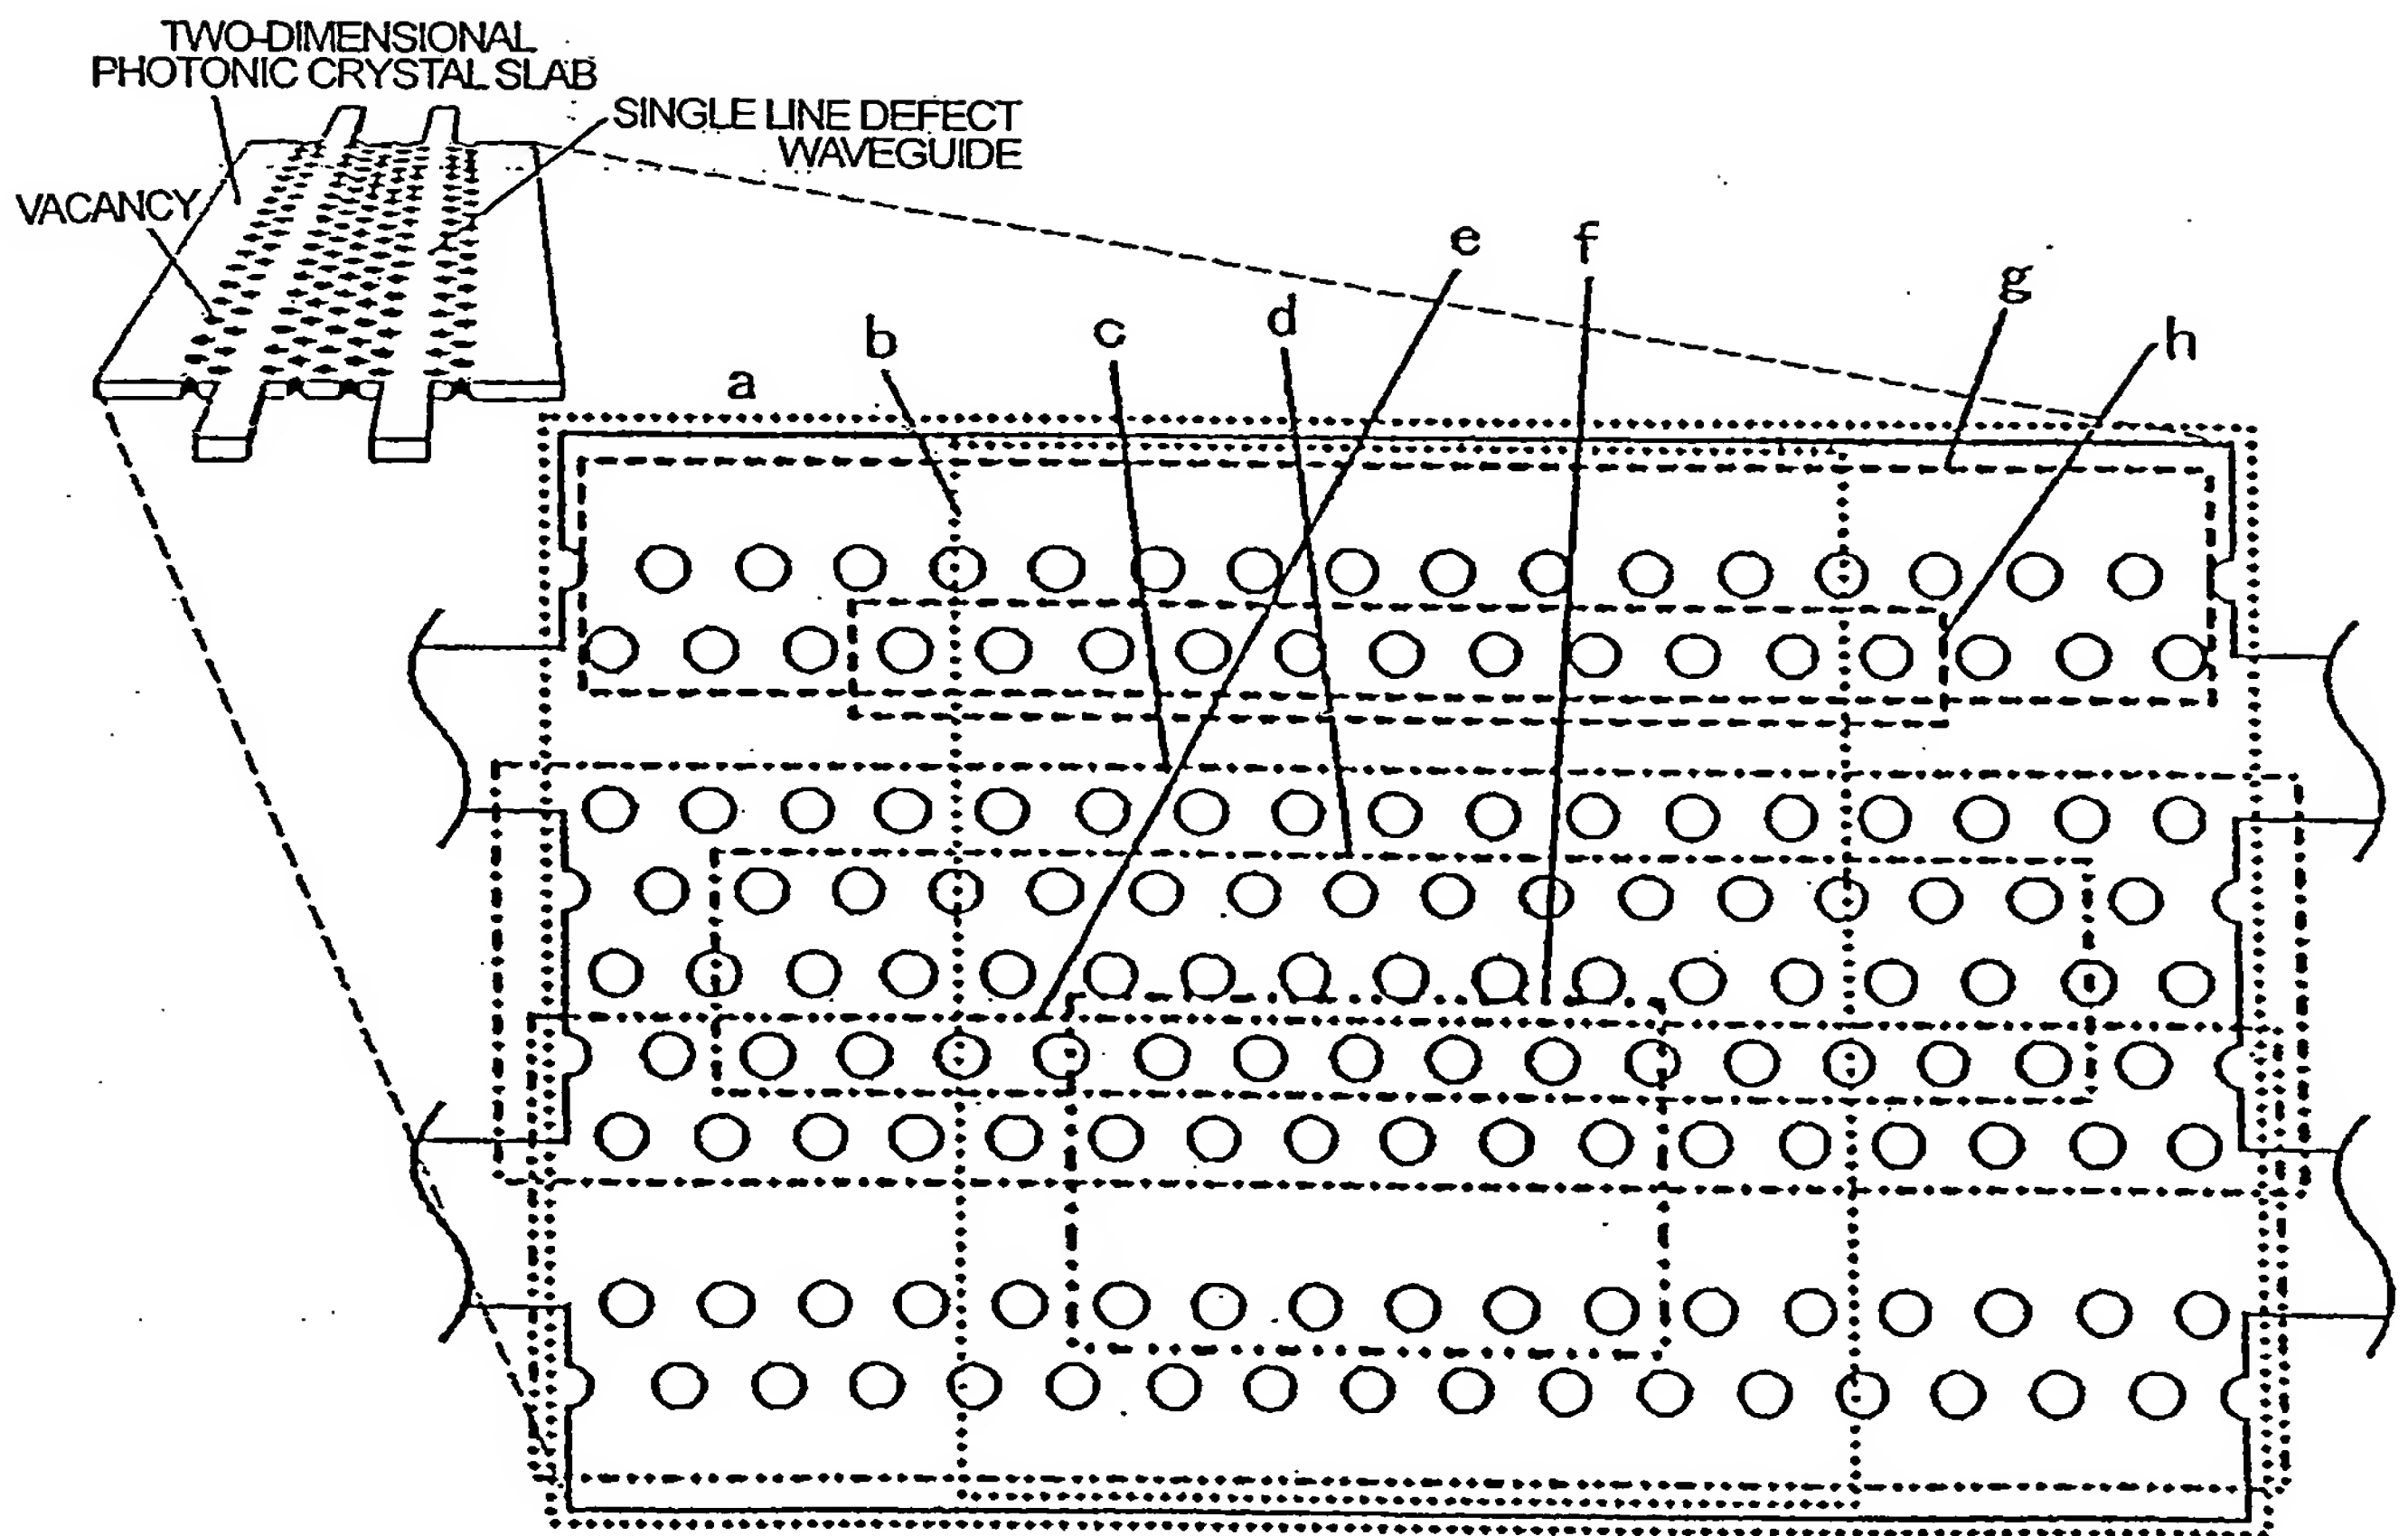 TWO-DIMENSIONAL
PHOTONIC CRYSTAL SLAB
SINGLE LINE DEFECT
WAVEGUIDE
VACANCY
e
f
g
d
c
b
h
a